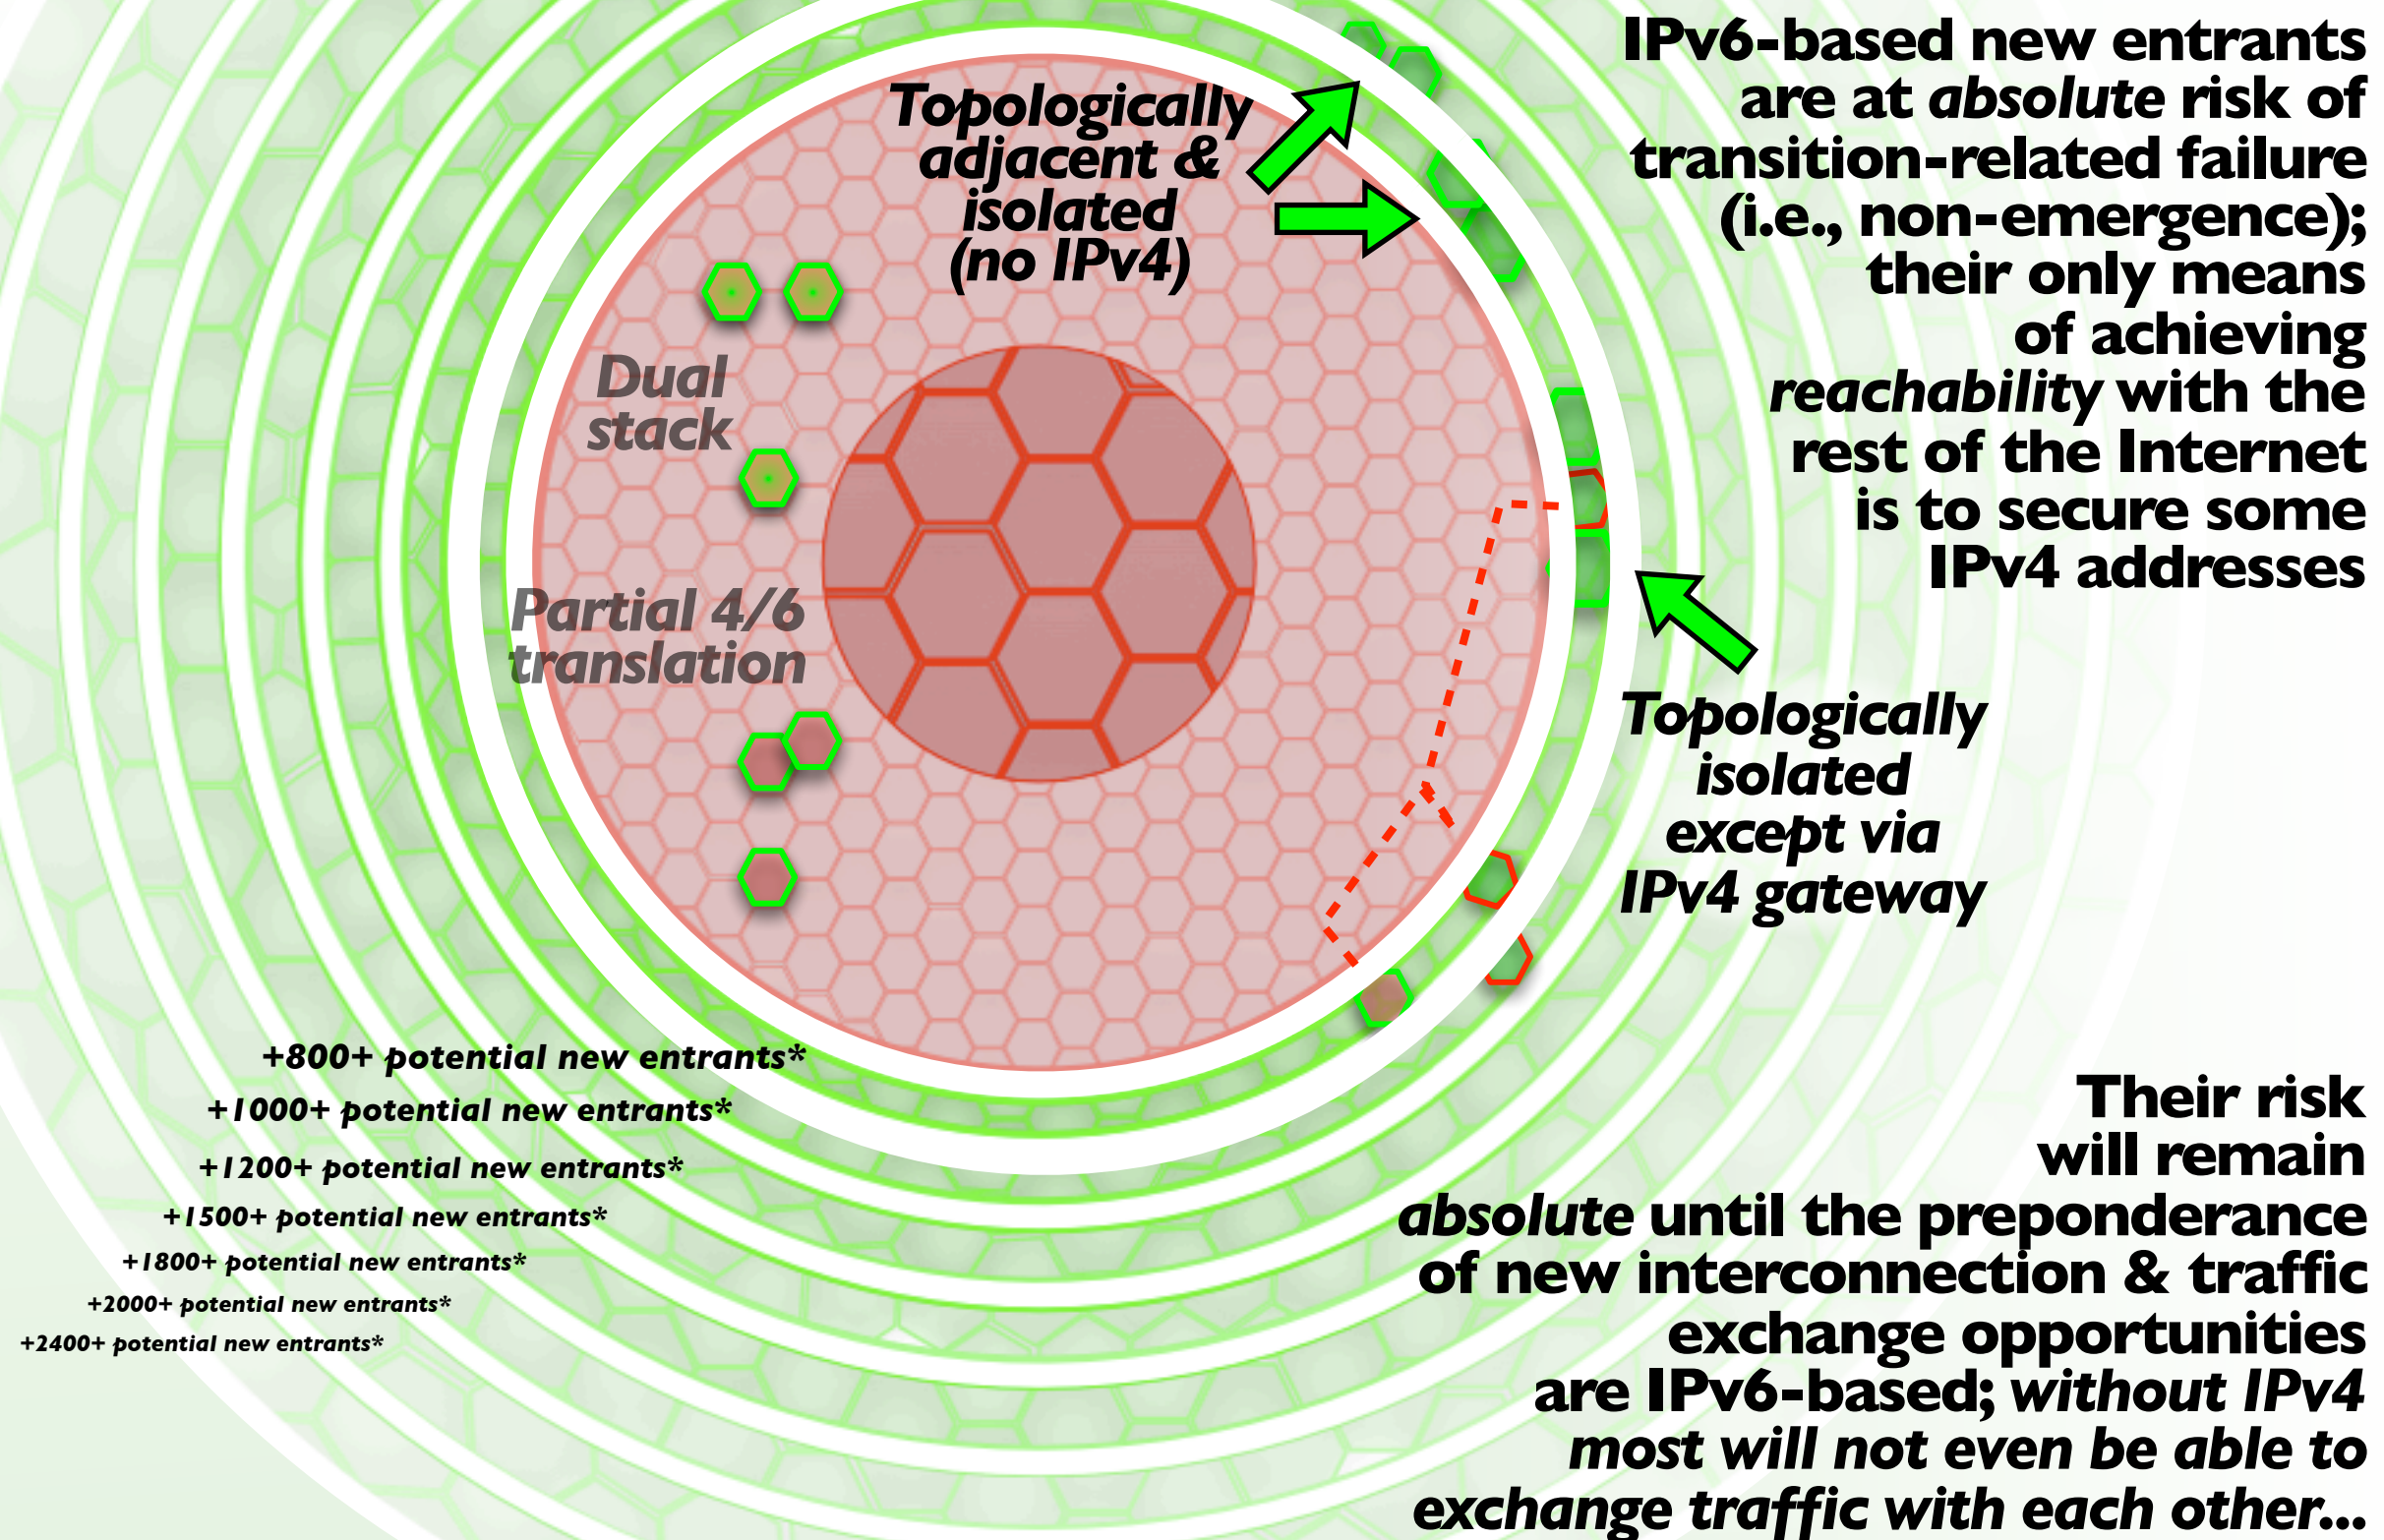 IPv6-based new entrants
are at absolute risk of
transition-related failure
(i.e., non-emergence);
their only means
of achieving
reachability with the
rest of the Internet
is to secure some
IPv4 addresses
Topologically
adjacent &
isolated
(no IPv4)
Dual
stack
Partial 4/6
translation
Topologically
isolated
except via
IPv4 gateway
+800+ potential new entrants*
+1000+ potential new entrants*
+1200+ potential new entrants*
+1500+ potential new entrants*
+1800+ potential new entrants*
+2000+ potential new entrants*
+2400+ potential new entrants*
Their risk
will remain
absolute until the preponderance
of new interconnection & traffic
exchange opportunities
are IPv6-based; without IPv4
most will not even be able to
exchange traffic with each other...